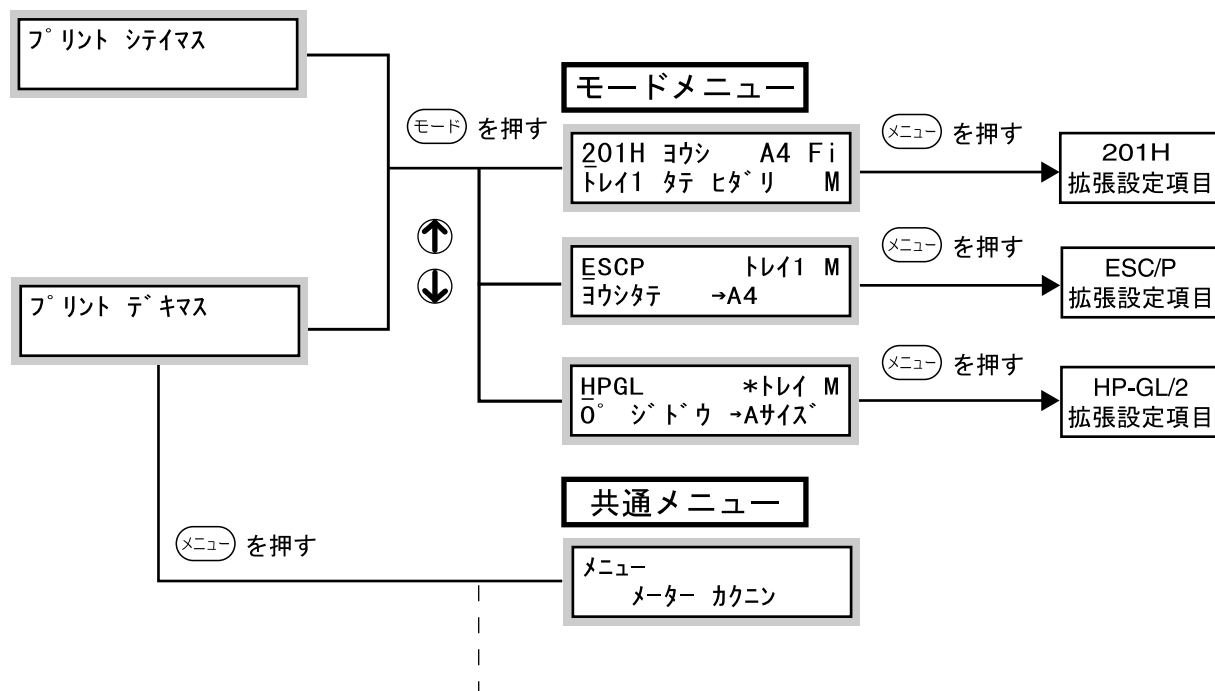 プリント シテイマス
モードメニュー
モード を押す
201H ヨウシ A4 Fi
トレイ1 タテ ヒダリ M
メニュー を押す
201H
拡張設定項目
ESCP トレイ1 M
ヨウシタテ →A4
メニュー を押す
ESC/P
拡張設定項目
プリント デキマス
HPGL *トレイ M
0° ジドウ →Aサイズ
メニュー を押す
HP-GL/2
拡張設定項目
共通メニュー
メニュー を押す
メニュー
メーター カクニン